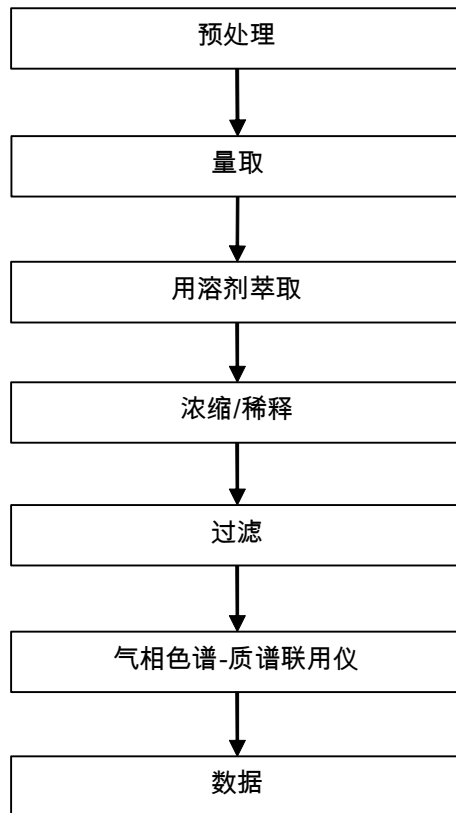 预处理
量取
用溶剂萃取
浓缩/稀释
过滤
气相色谱-质谱联用仪
数据